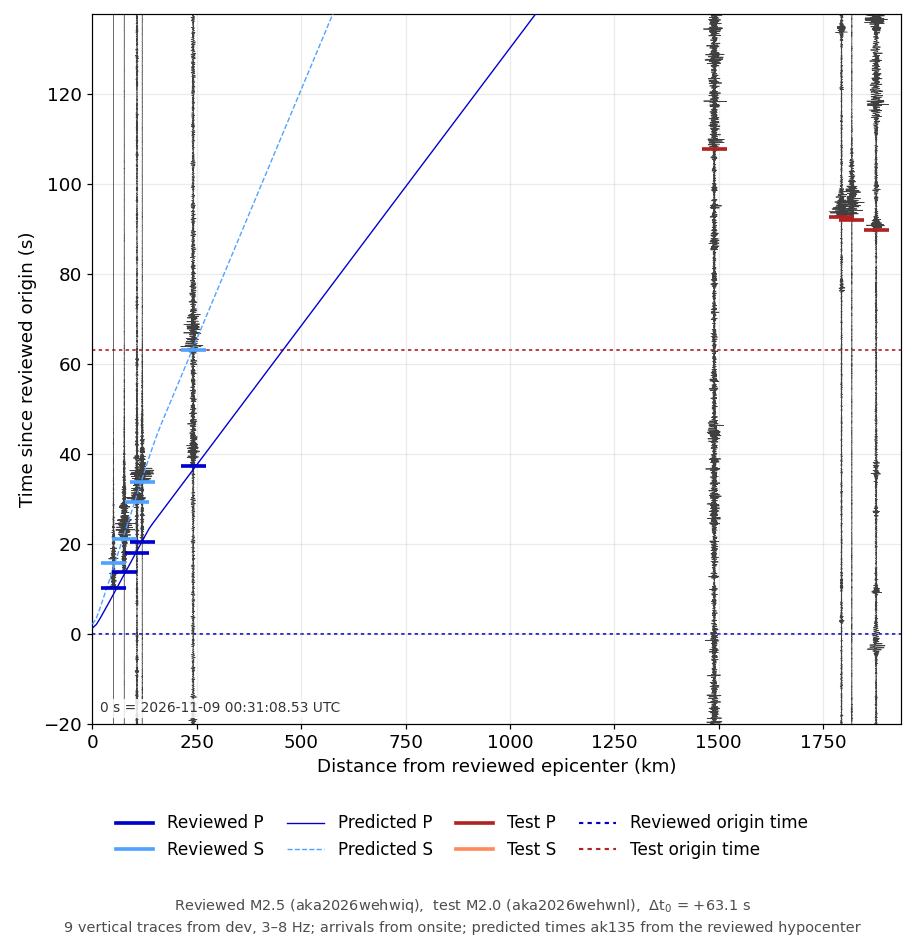 120
100
80
60
40
20
0
−20
Time since reviewed origin (s)
0 s = 2026-11-09 00:31:08.53 UTC
0 250 500 750 1000 1250 1500 1750
Distance from reviewed epicenter (km)
Reviewed P Predicted P Test P Reviewed origin time
Reviewed S Predicted S Test S Test origin time
Reviewed M2.5 (aka2026wehwiq), test M2.0 (aka2026wehwnl), Δt₀ = +63.1 s
9 vertical traces from dev, 3–8 Hz; arrivals from onsite; predicted times ak135 from the reviewed hypocenter